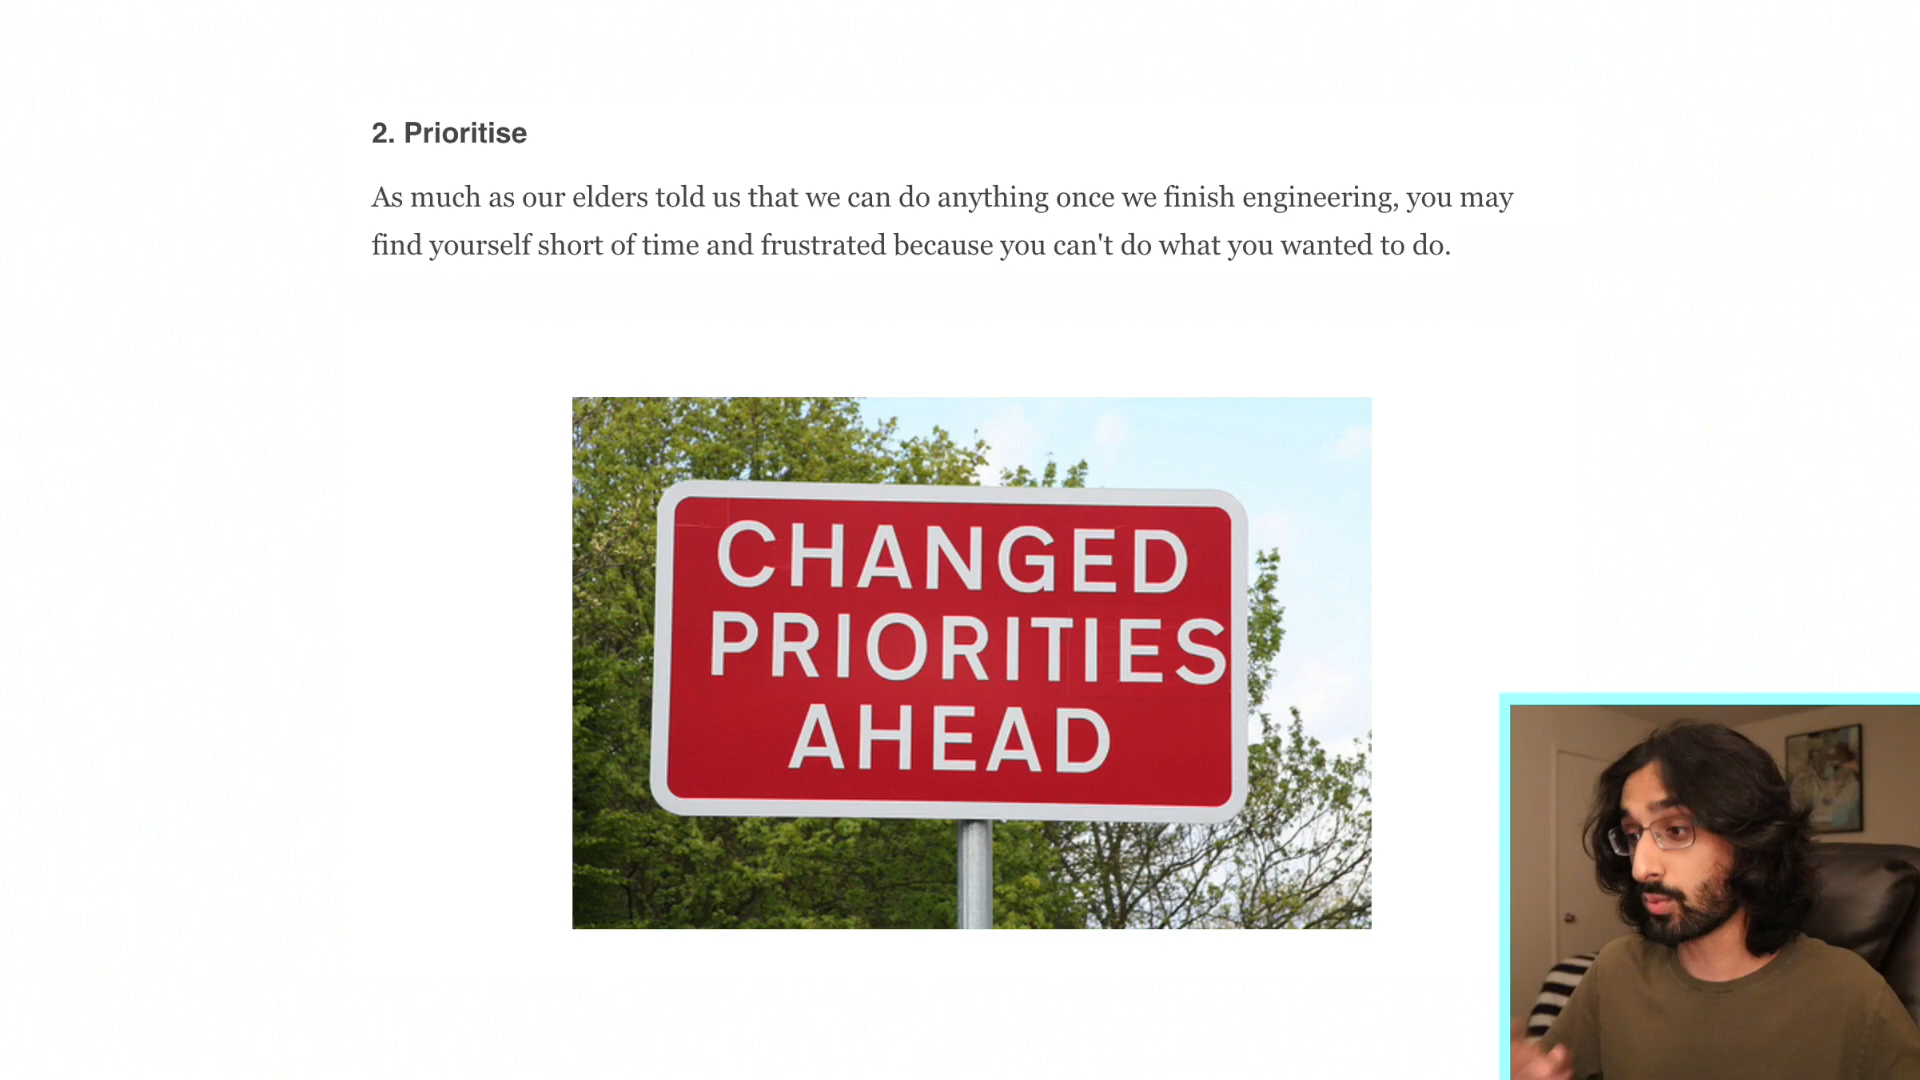 2. Prioritise
As much as our elders told us that we can do anything once we finish engineering, you may
find yourself short of time and frustrated because you can't do what you wanted to do.
CHANGED
PRIORITIES
AHEAD